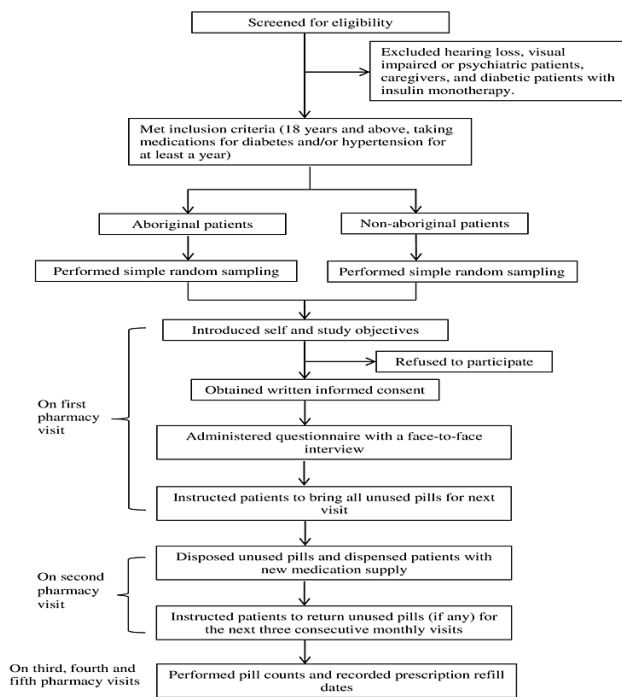 Screened for eligibility
Excluded hearing loss, visual
impaired or psychiatric patients,
caregivers, and diabetic patients with
insulin monotherapy.
Met inclusion criteria (18 years and above, taking
medications for diabetes and/or hypertension for
at least a year)
Aboriginal patients
Non-aboriginal patients
Performed simple random sampling
Performed simple random sampling
On first
pharmacy
visit
Introduced self and study objectives
Refused to participate
Obtained written informed consent
Administered questionnaire with a face-to-face
interview
Instructed patients to bring all unused pills for next
visit
On second
pharmacy
visit
Disposed unused pills and dispensed patients with
new medication supply
Instructed patients to return unused pills (if any) for
the next three consecutive monthly visits
On third, fourth and
fifth pharmacy visits
Performed pill counts and recorded prescription refill
dates